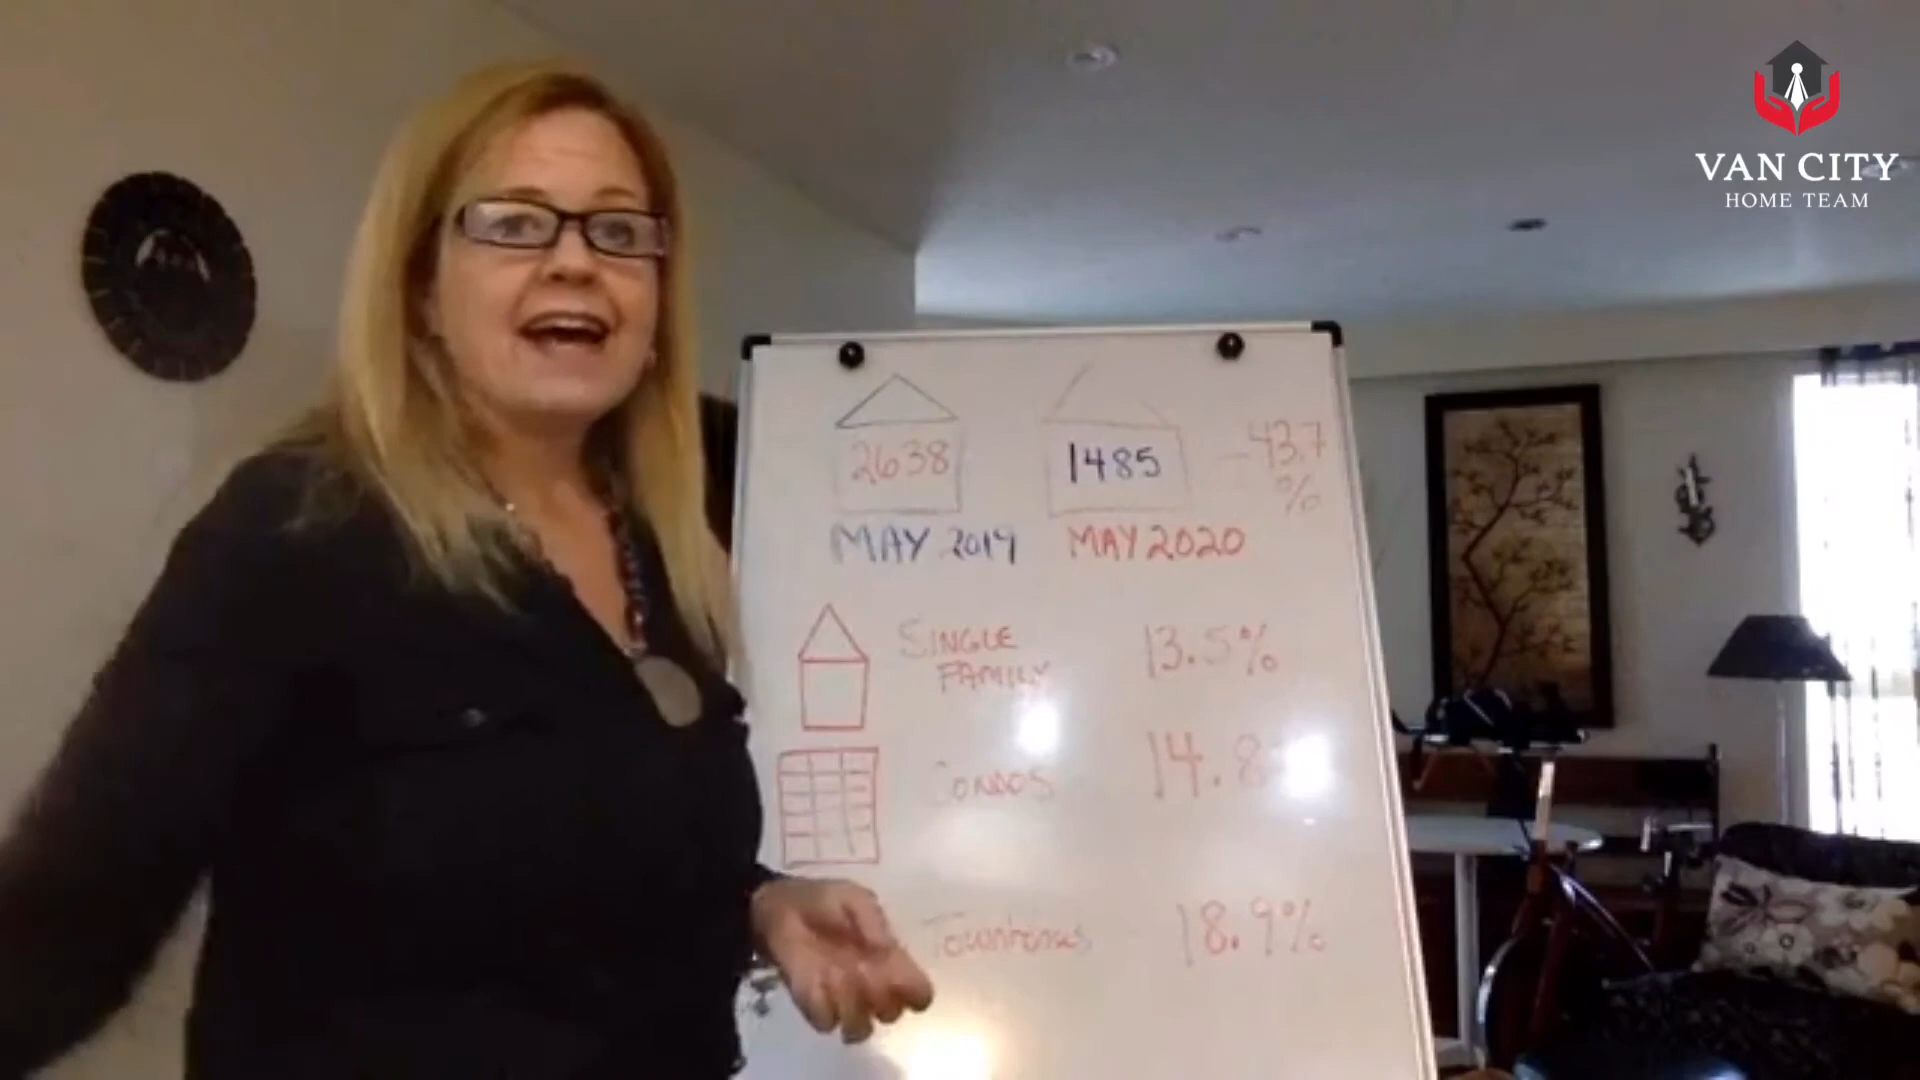 VAN CITY
HOME TEAM
2638
1485
-43.7
%
MAY 2019
MAY 2020
SINGLE
FAMILY
13.5%
CONDOS
14.8
Townhomes
18.9%